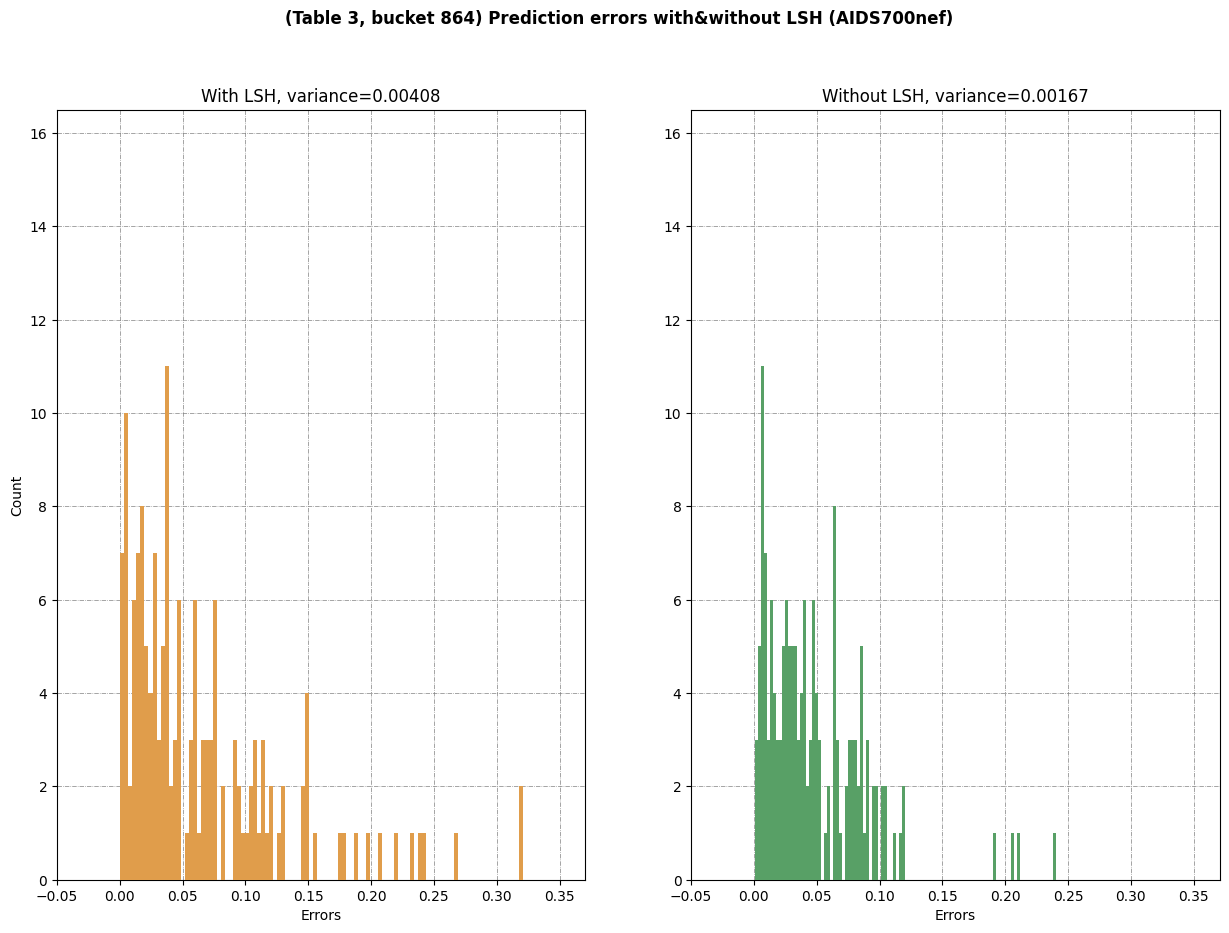 (Table 3, bucket 864) Prediction errors with&without LSH (AIDS700nef)
With LSH, variance=0.00408
16
14
12
10
8
6
4
2
0
Count
−0.05 0.00 0.05 0.10 0.15 0.20 0.25 0.30 0.35
Errors
Without LSH, variance=0.00167
16
14
12
10
8
6
4
2
0
−0.05 0.00 0.05 0.10 0.15 0.20 0.25 0.30 0.35
Errors